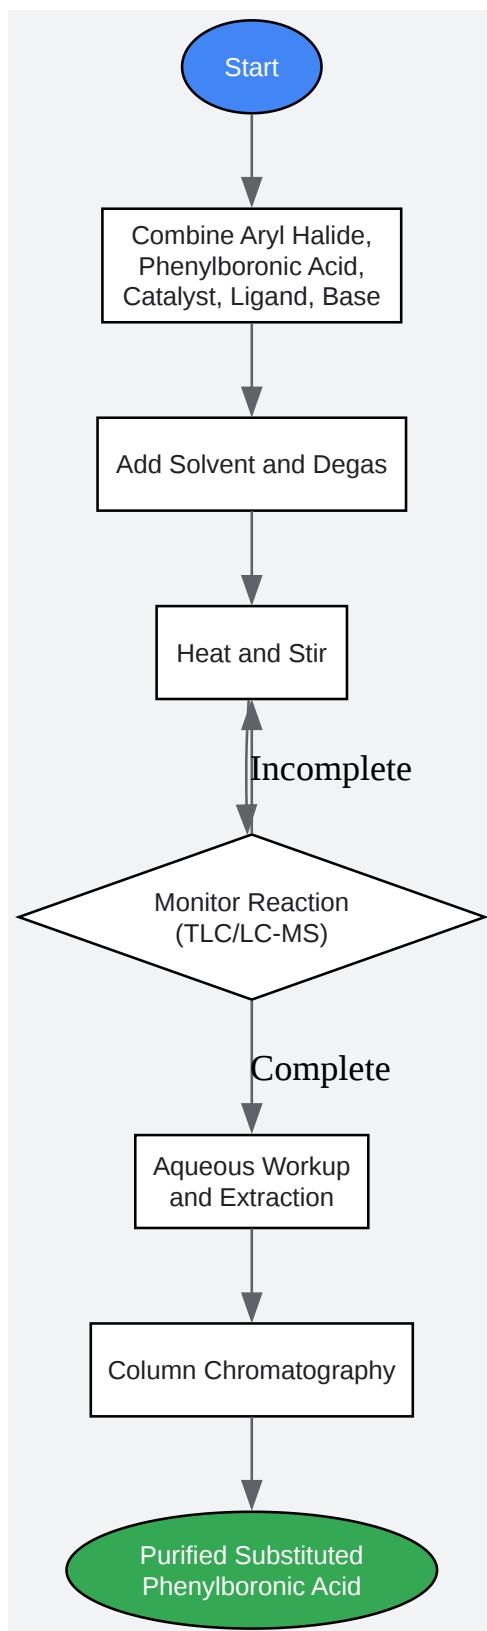 Start
Combine Aryl Halide,
Phenylboronic Acid,
Catalyst, Ligand, Base
Add Solvent and Degas
Heat and Stir
Incomplete
Monitor Reaction
(TLC/LC-MS)
Complete
Aqueous Workup
and Extraction
Column Chromatography
Purified Substituted
Phenylboronic Acid